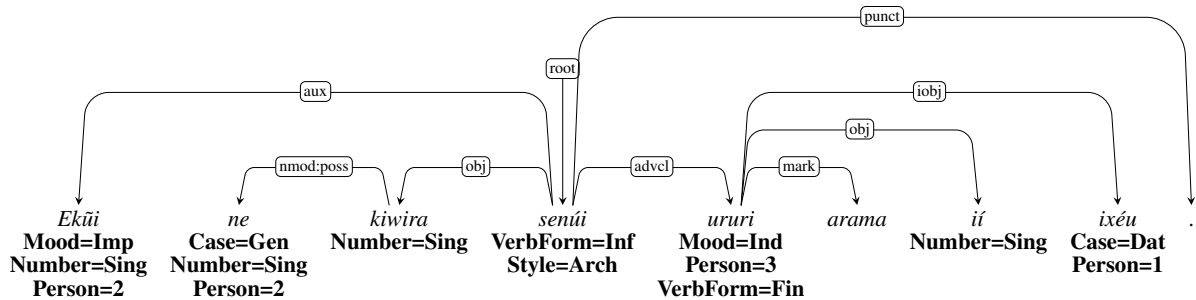 punct
root
aux
iobj
obj
nmod:poss
obj
advcl
mark
Ekũi ne kiwira senúi ururi arama ií ixéu .
Mood=Imp Case=Gen Number=Sing VerbForm=Inf Mood=Ind Number=Sing Case=Dat
Number=Sing Number=Sing Style=Arch Person=3 Person=1
Person=2 Person=2 VerbForm=Fin